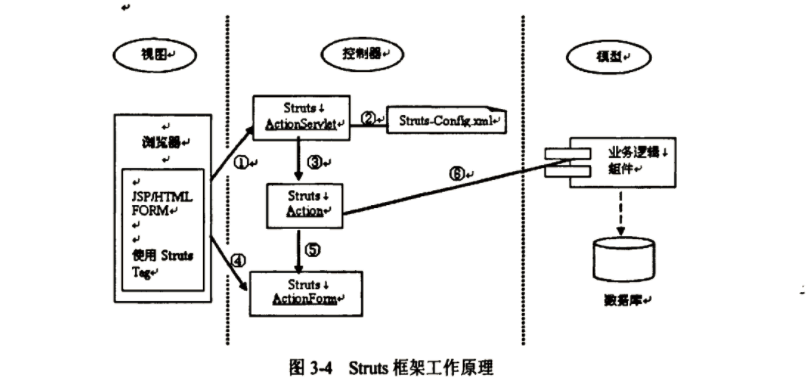 视图
控制器
模型
浏览器
JSP/HTML
FORM
使用 Struts
Tag
①
Struts
ActionServlet
②
Struts-Config.xml
③
Struts
Action
④
⑤
Struts
ActionForm
⑥
业务逻辑
组件
数据库
图 3-4 Struts 框架工作原理